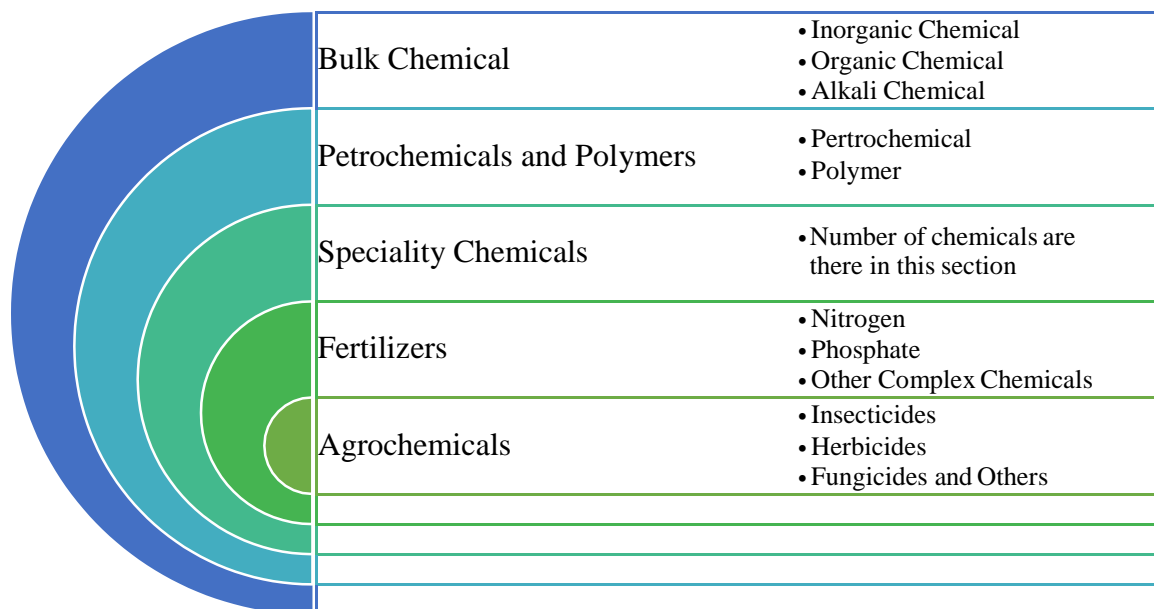 Bulk Chemical
• Inorganic Chemical
• Organic Chemical
• Alkali Chemical
Petrochemicals and Polymers
• Pertrochemical
• Polymer
Speciality Chemicals
• Number of chemicals are
there in this section
Fertilizers
• Nitrogen
• Phosphate
• Other Complex Chemicals
Agrochemicals
• Insecticides
• Herbicides
• Fungicides and Others